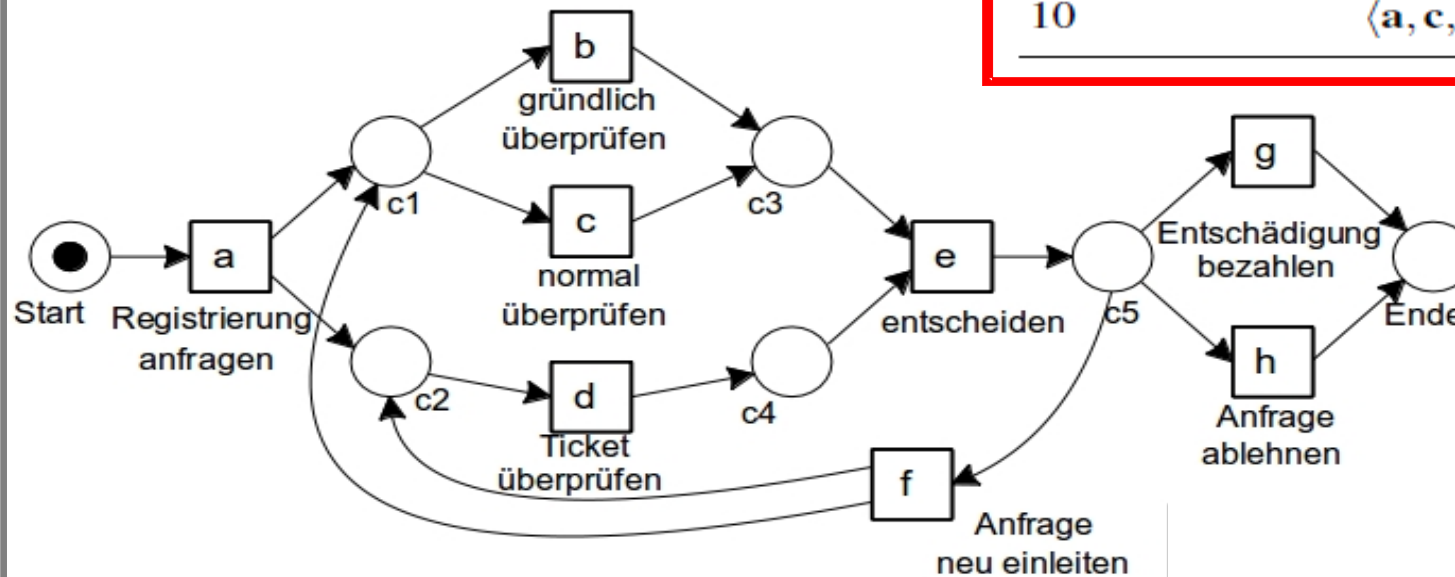 10 ⟨a, c,
b
gründlich
überprüfen
c1
c
normal
überprüfen
c3
Start
a
Registrierung
anfragen
c2
d
Ticket
überprüfen
c4
e
entscheiden
c5
g
Entschädigung
bezahlen
Ende
h
Anfrage
ablehnen
f
Anfrage
neu einleiten